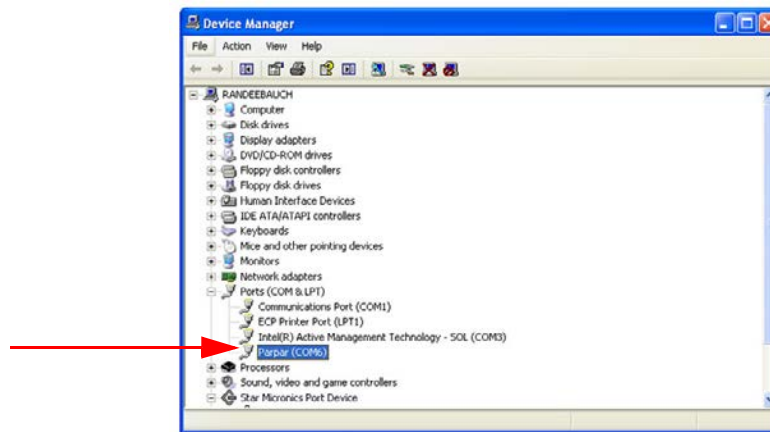 Device Manager
File Action View Help
RANDEEBAUCH
Computer
Disk drives
Display adapters
DVD/CD-ROM drives
Floppy disk controllers
Floppy disk drives
Human Interface Devices
IDE ATA/ATAPI controllers
Keyboards
Mice and other pointing devices
Monitors
Network adapters
Ports (COM & LPT)
Communications Port (COM1)
ECP Printer Port (LPT1)
Intel(R) Active Management Technology - SOL (COM3)
Parpar (COM6)
Processors
Sound, video and game controllers
Star Micronics Port Device